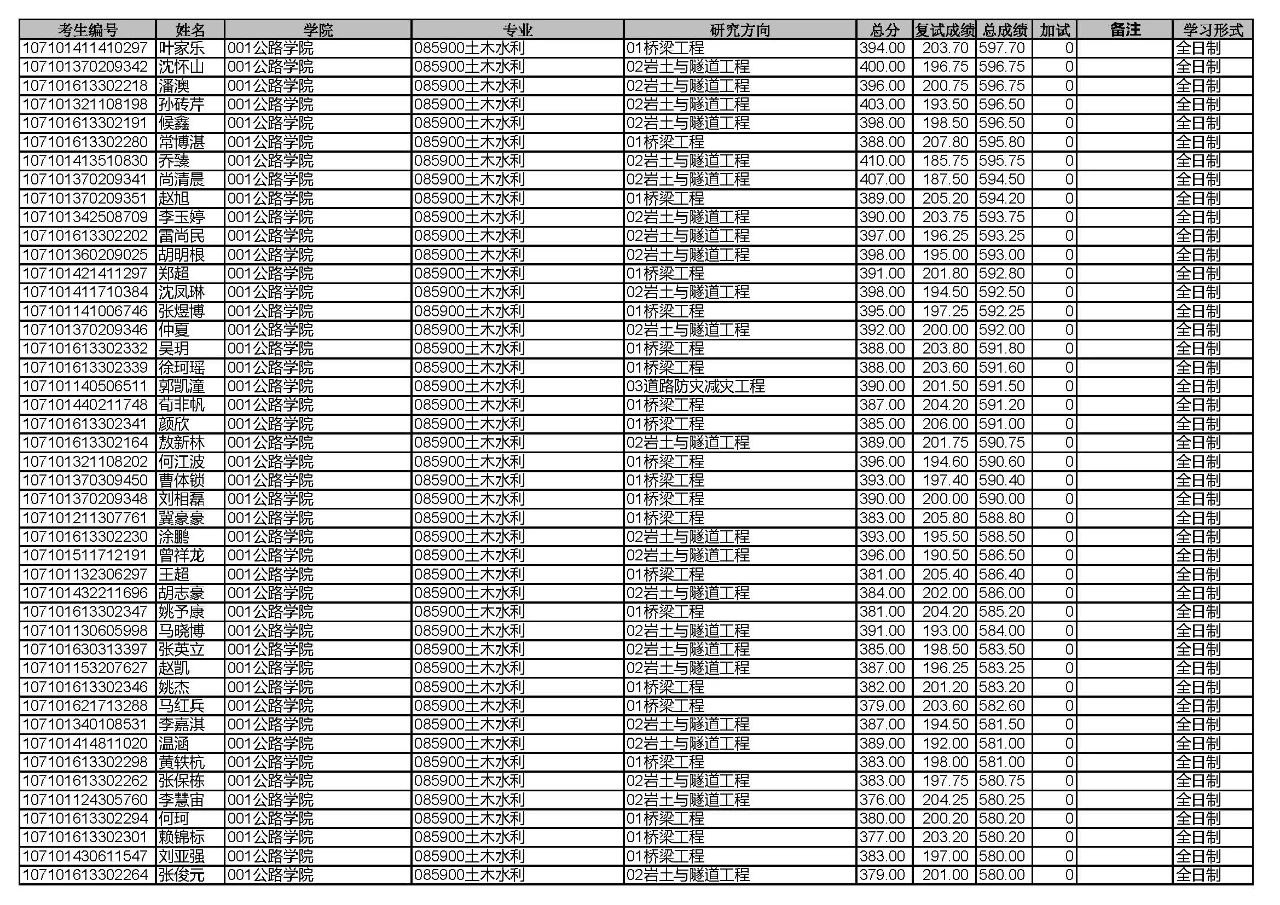 考生编号 姓名 学院 专业 研究方向 总分 复试成绩 总成绩 加试 备注 学习形式
107101411410297 叶家乐 001公路学院 085900土木水利 01桥梁工程 394.00 203.70 597.70 0 全日制
107101370209342 沈怀山 001公路学院 085900土木水利 02岩土与隧道工程 400.00 196.75 596.75 0 全日制
107101613302218 潘澳 001公路学院 085900土木水利 02岩土与隧道工程 396.00 200.75 596.75 0 全日制
107101321108198 孙砖芹 001公路学院 085900土木水利 02岩土与隧道工程 403.00 193.50 596.50 0 全日制
107101613302191 候鑫 001公路学院 085900土木水利 02岩土与隧道工程 398.00 198.50 596.50 0 全日制
107101613302280 常博湛 001公路学院 085900土木水利 01桥梁工程 388.00 207.80 595.80 0 全日制
107101413510830 乔臻 001公路学院 085900土木水利 02岩土与隧道工程 410.00 185.75 595.75 0 全日制
107101370209341 尚清晨 001公路学院 085900土木水利 02岩土与隧道工程 407.00 187.50 594.50 0 全日制
107101370209351 赵旭 001公路学院 085900土木水利 01桥梁工程 389.00 205.20 594.20 0 全日制
107101342508709 李玉婷 001公路学院 085900土木水利 02岩土与隧道工程 390.00 203.75 593.75 0 全日制
107101613302202 雷尚民 001公路学院 085900土木水利 02岩土与隧道工程 397.00 196.25 593.25 0 全日制
107101360209025 胡明根 001公路学院 085900土木水利 02岩土与隧道工程 398.00 195.00 593.00 0 全日制
107101421411297 郑超 001公路学院 085900土木水利 01桥梁工程 391.00 201.80 592.80 0 全日制
107101411710384 沈凤琳 001公路学院 085900土木水利 02岩土与隧道工程 398.00 194.50 592.50 0 全日制
107101141006746 张煜博 001公路学院 085900土木水利 01桥梁工程 395.00 197.25 592.25 0 全日制
107101370209346 仲夏 001公路学院 085900土木水利 02岩土与隧道工程 392.00 200.00 592.00 0 全日制
107101613302332 吴玥 001公路学院 085900土木水利 01桥梁工程 388.00 203.80 591.80 0 全日制
107101613302339 徐珂瑶 001公路学院 085900土木水利 01桥梁工程 388.00 203.60 591.60 0 全日制
107101140506511 郭凯潼 001公路学院 085900土木水利 03道路防灾减灾工程 390.00 201.50 591.50 0 全日制
107101440211748 荀非帆 001公路学院 085900土木水利 01桥梁工程 387.00 204.20 591.20 0 全日制
107101613302341 颜欣 001公路学院 085900土木水利 01桥梁工程 385.00 206.00 591.00 0 全日制
107101613302164 敖新林 001公路学院 085900土木水利 02岩土与隧道工程 389.00 201.75 590.75 0 全日制
107101321108202 何江波 001公路学院 085900土木水利 01桥梁工程 396.00 194.60 590.60 0 全日制
107101370309450 曹体锁 001公路学院 085900土木水利 01桥梁工程 393.00 197.40 590.40 0 全日制
107101370209348 刘相磊 001公路学院 085900土木水利 01桥梁工程 390.00 200.00 590.00 0 全日制
107101211307761 冀豪豪 001公路学院 085900土木水利 01桥梁工程 383.00 205.80 588.80 0 全日制
107101613302230 涂鹏 001公路学院 085900土木水利 02岩土与隧道工程 393.00 195.50 588.50 0 全日制
107101511712191 曾祥龙 001公路学院 085900土木水利 02岩土与隧道工程 396.00 190.50 586.50 0 全日制
107101132306297 王超 001公路学院 085900土木水利 01桥梁工程 381.00 205.40 586.40 0 全日制
107101432211696 胡志豪 001公路学院 085900土木水利 02岩土与隧道工程 384.00 202.00 586.00 0 全日制
107101613302347 姚予康 001公路学院 085900土木水利 01桥梁工程 381.00 204.20 585.20 0 全日制
107101130605998 马晓博 001公路学院 085900土木水利 02岩土与隧道工程 391.00 193.00 584.00 0 全日制
107101630313397 张英立 001公路学院 085900土木水利 02岩土与隧道工程 385.00 198.50 583.50 0 全日制
107101153207627 赵凯 001公路学院 085900土木水利 02岩土与隧道工程 387.00 196.25 583.25 0 全日制
107101613302346 姚杰 001公路学院 085900土木水利 01桥梁工程 382.00 201.20 583.20 0 全日制
107101621713288 马红兵 001公路学院 085900土木水利 01桥梁工程 379.00 203.60 582.60 0 全日制
107101340108531 李嘉淇 001公路学院 085900土木水利 02岩土与隧道工程 387.00 194.50 581.50 0 全日制
107101414811020 温涵 001公路学院 085900土木水利 02岩土与隧道工程 389.00 192.00 581.00 0 全日制
107101613302298 黄轶杭 001公路学院 085900土木水利 01桥梁工程 383.00 198.00 581.00 0 全日制
107101613302262 张保栋 001公路学院 085900土木水利 02岩土与隧道工程 383.00 197.75 580.75 0 全日制
107101124305760 李慧宙 001公路学院 085900土木水利 02岩土与隧道工程 376.00 204.25 580.25 0 全日制
107101613302294 何珂 001公路学院 085900土木水利 01桥梁工程 380.00 200.20 580.20 0 全日制
107101613302301 赖锦标 001公路学院 085900土木水利 01桥梁工程 377.00 203.20 580.20 0 全日制
107101430611547 刘亚强 001公路学院 085900土木水利 01桥梁工程 383.00 197.00 580.00 0 全日制
107101613302264 张俊元 001公路学院 085900土木水利 02岩土与隧道工程 379.00 201.00 580.00 0 全日制